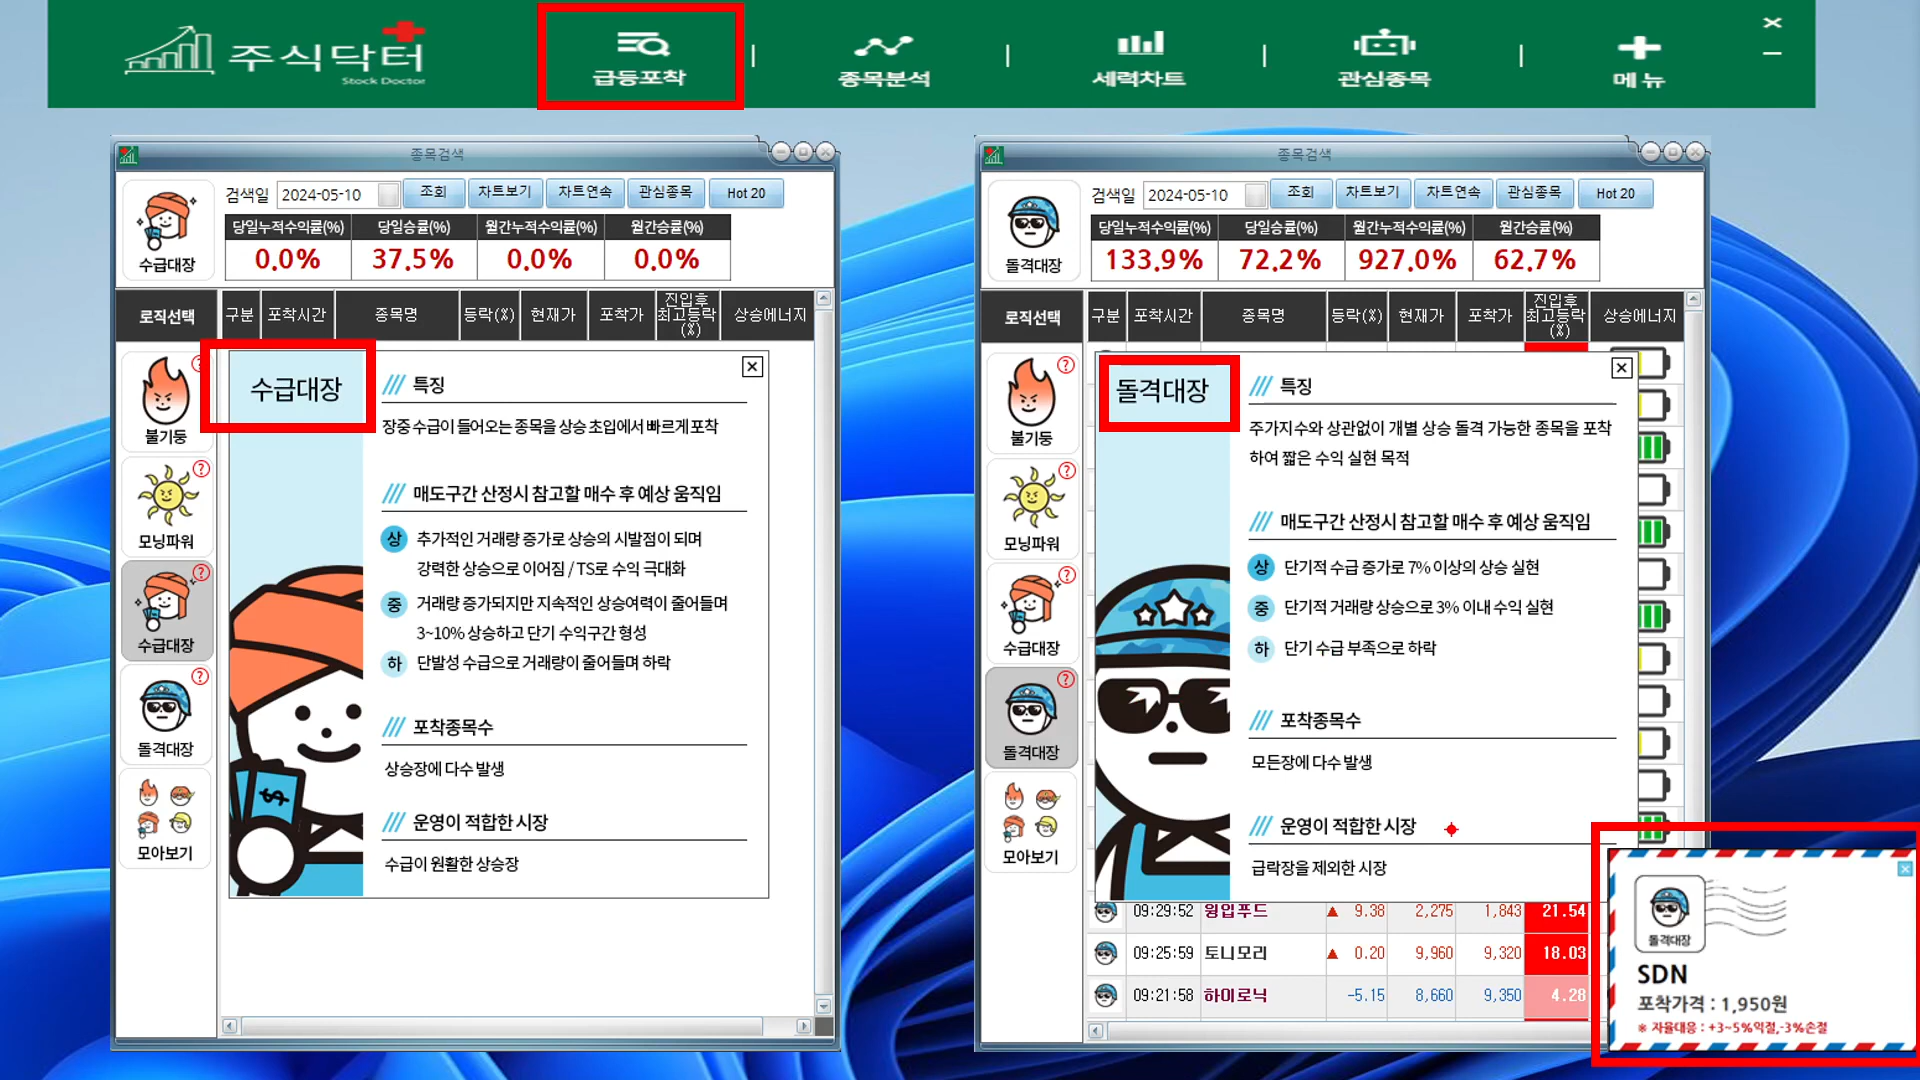 주식닥터
Stock Doctor
급등포착
종목분석
세력차트
관심종목
메뉴
종목검색
수급대장
검색일 2024-05-10 조회 차트보기 차트연속 관심종목 Hot 20
당일누적수익률(%) 당일승률(%) 월간누적수익률(%) 월간승률(%)
0.0% 37.5% 0.0% 0.0%
로직선택
구분 포착시간 종목명 등락(%) 현재가 포착가 진입후 최고등락 (%) 상승에너지
불기둥
모닝파워
수급대장
돌격대장
모아보기
수급대장
/// 특징
장중 수급이 들어오는 종목을 상승 초입에서 빠르게 포착
/// 매도구간 산정시 참고할 매수 후 예상 움직임
상 추가적인 거래량 증가로 상승의 시발점이 되며
강력한 상승으로 이어짐 / TS로 수익 극대화
중 거래량 증가되지만 지속적인 상승여력이 줄어들며
3~10% 상승하고 단기 수익구간 형성
하 단발성 수급으로 거래량이 줄어들며 하락
/// 포착종목수
상승장에 다수 발생
/// 운영이 적합한 시장
수급이 원활한 상승장
종목검색
돌격대장
검색일 2024-05-10 조회 차트보기 차트연속 관심종목 Hot 20
당일누적수익률(%) 당일승률(%) 월간누적수익률(%) 월간승률(%)
133.9% 72.2% 927.0% 62.7%
로직선택
구분 포착시간 종목명 등락(%) 현재가 포착가 진입후 최고등락 (%) 상승에너지
불기둥
모닝파워
수급대장
돌격대장
모아보기
돌격대장
/// 특징
주가지수와 상관없이 개별 상승 돌격 가능한 종목을 포착
하여 짧은 수익 실현 목적
/// 매도구간 산정시 참고할 매수 후 예상 움직임
상 단기적 수급 증가로 7% 이상의 상승 실현
중 단기적 거래량 상승으로 3% 이내 수익 실현
하 단기 수급 부족으로 하락
/// 포착종목수
모든장에 다수 발생
/// 운영이 적합한 시장
급락장을 제외한 시장
09:29:52 윙입푸드 ▲ 9.38 2,275 1,843 21.54
09:25:59 토니모리 ▲ 0.20 9,960 9,320 18.03
09:21:58 하이로닉 -5.15 8,660 9,350 4.28
돌격대장
SDN
포착가격 : 1,950원
※ 자율대응 : +3~5%익절,-3%손절